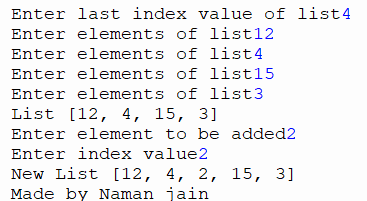 Enter last index value of list4
Enter elements of list12
Enter elements of list4
Enter elements of list15
Enter elements of list3
List [12, 4, 15, 3]
Enter element to be added2
Enter index value2
New List [12, 4, 2, 15, 3]
Made by Naman jain